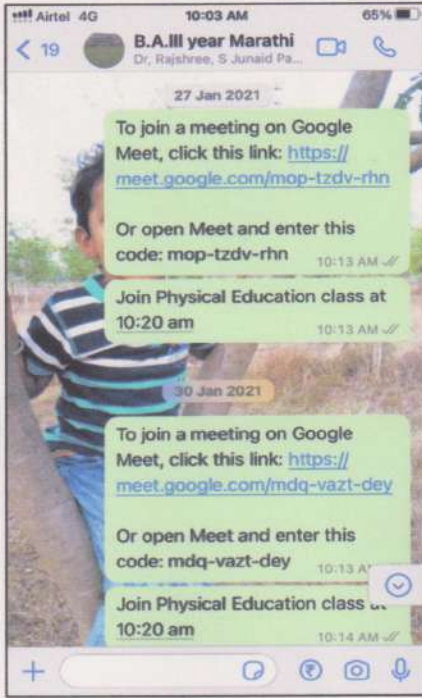 Airtel 4G 10:03 AM 65%
19 B.A.III year Marathi
Dr, Rajshree, S Junaid Pa...
27 Jan 2021
To join a meeting on Google
Meet, click this link: https://
meet.google.com/mop-tzdv-rhn
Or open Meet and enter this
code: mop-tzdv-rhn 10:13 AM
Join Physical Education class at
10:20 am 10:13 AM
30 Jan 2021
To join a meeting on Google
Meet, click this link: https://
meet.google.com/mdq-vazt-dey
Or open Meet and enter this
code: mdq-vazt-dey 10:13
Join Physical Education class
10:20 am 10:14 AM
₹